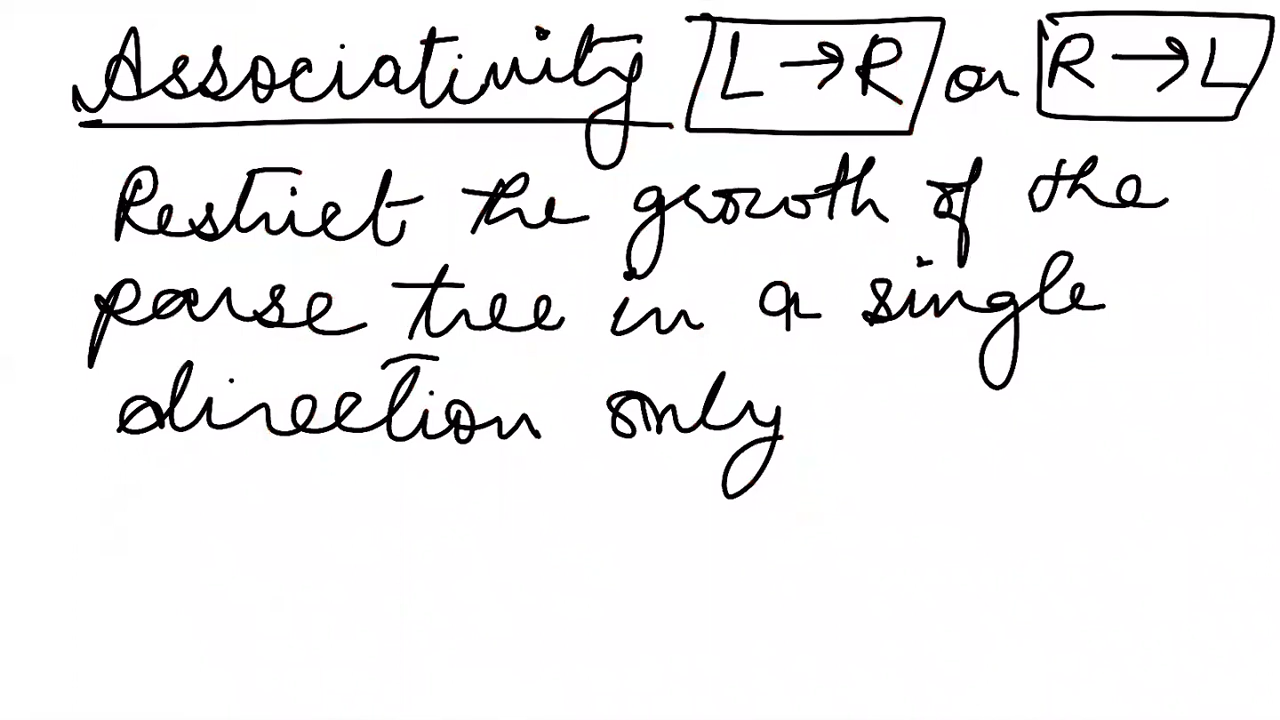 Associativity L → R or R → L
Restrict the growth of the
parse tree in a single
direction only